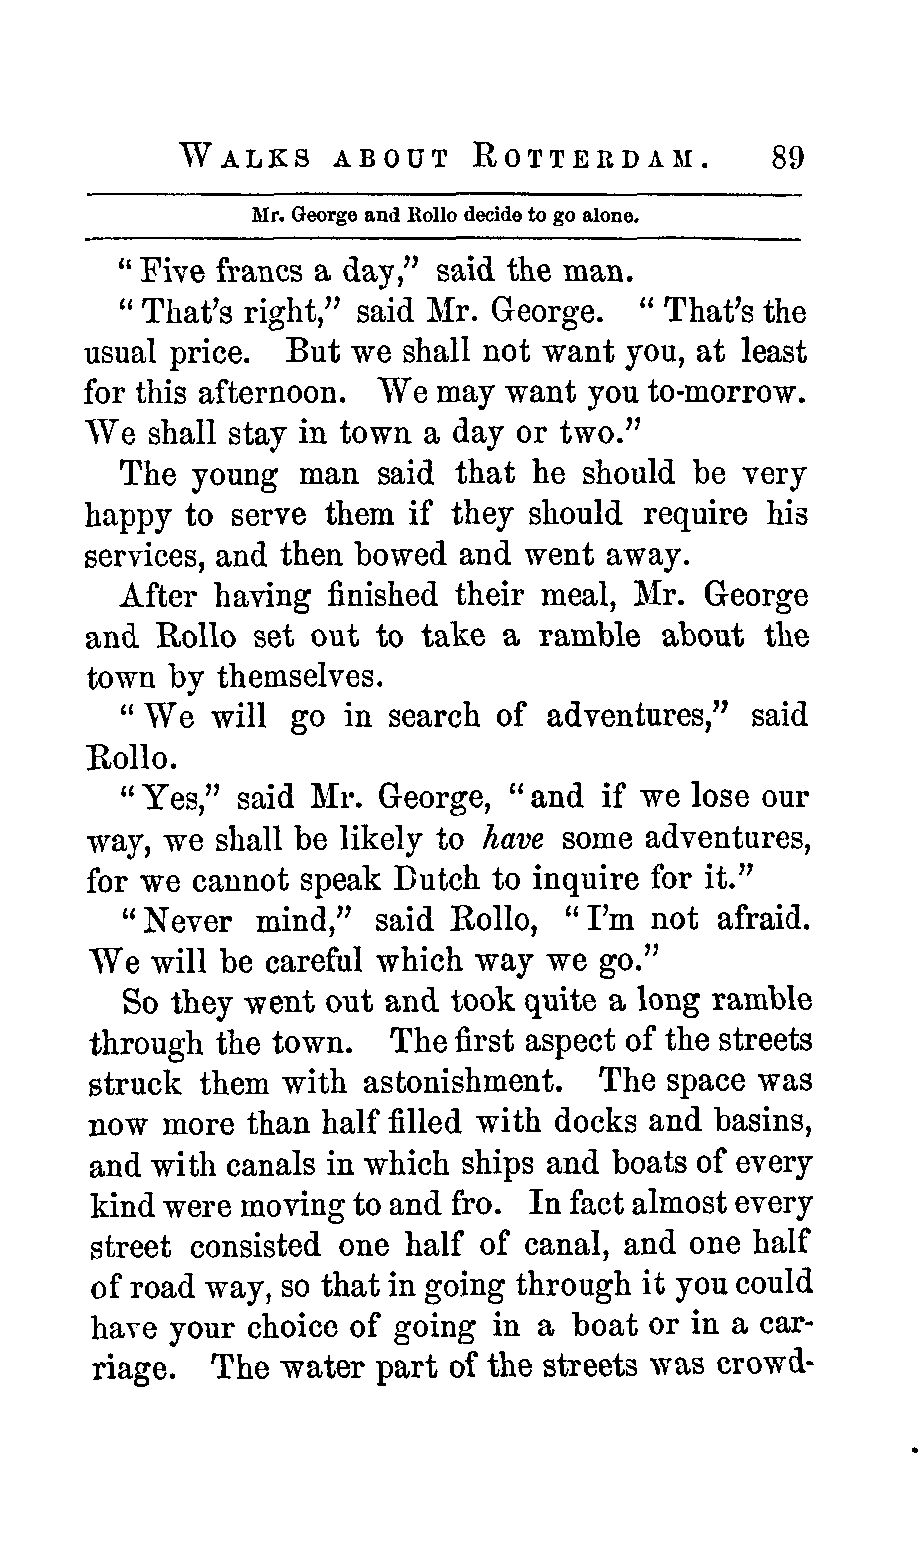 WALKS ABOUT ROTTERDAM. 89
Mr. George and Rollo decide to go alone.
"Five francs a day," said the man.
"That's right," said Mr. George. "That's the
usual price. But we shall not want you, at least
for this afternoon. We may want you to-morrow.
We shall stay in town a day or two."
The young man said that he should be very
happy to serve them if they should require his
services, and then bowed and went away.
After having finished their meal, Mr. George
and Rollo set out to take a ramble about the
town by themselves.
"We will go in search of adventures," said
Rollo.
"Yes," said Mr. George, "and if we lose our
way, we shall be likely to have some adventures,
for we cannot speak Dutch to inquire for it."
"Never mind," said Rollo, "I'm not afraid.
We will be careful which way we go."
So they went out and took quite a long ramble
through the town. The first aspect of the streets
struck them with astonishment. The space was
now more than half filled with docks and basins,
and with canals in which ships and boats of every
kind were moving to and fro. In fact almost every
street consisted one half of canal, and one half
of road way, so that in going through it you could
have your choice of going in a boat or in a car-
riage. The water part of the streets was crowd-